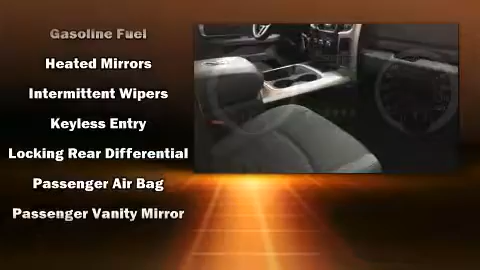 Gasoline Fuel
Heated Mirrors
Intermittent Wipers
Keyless Entry
Locking Rear Differential
Passenger Air Bag
Passenger Vanity Mirror